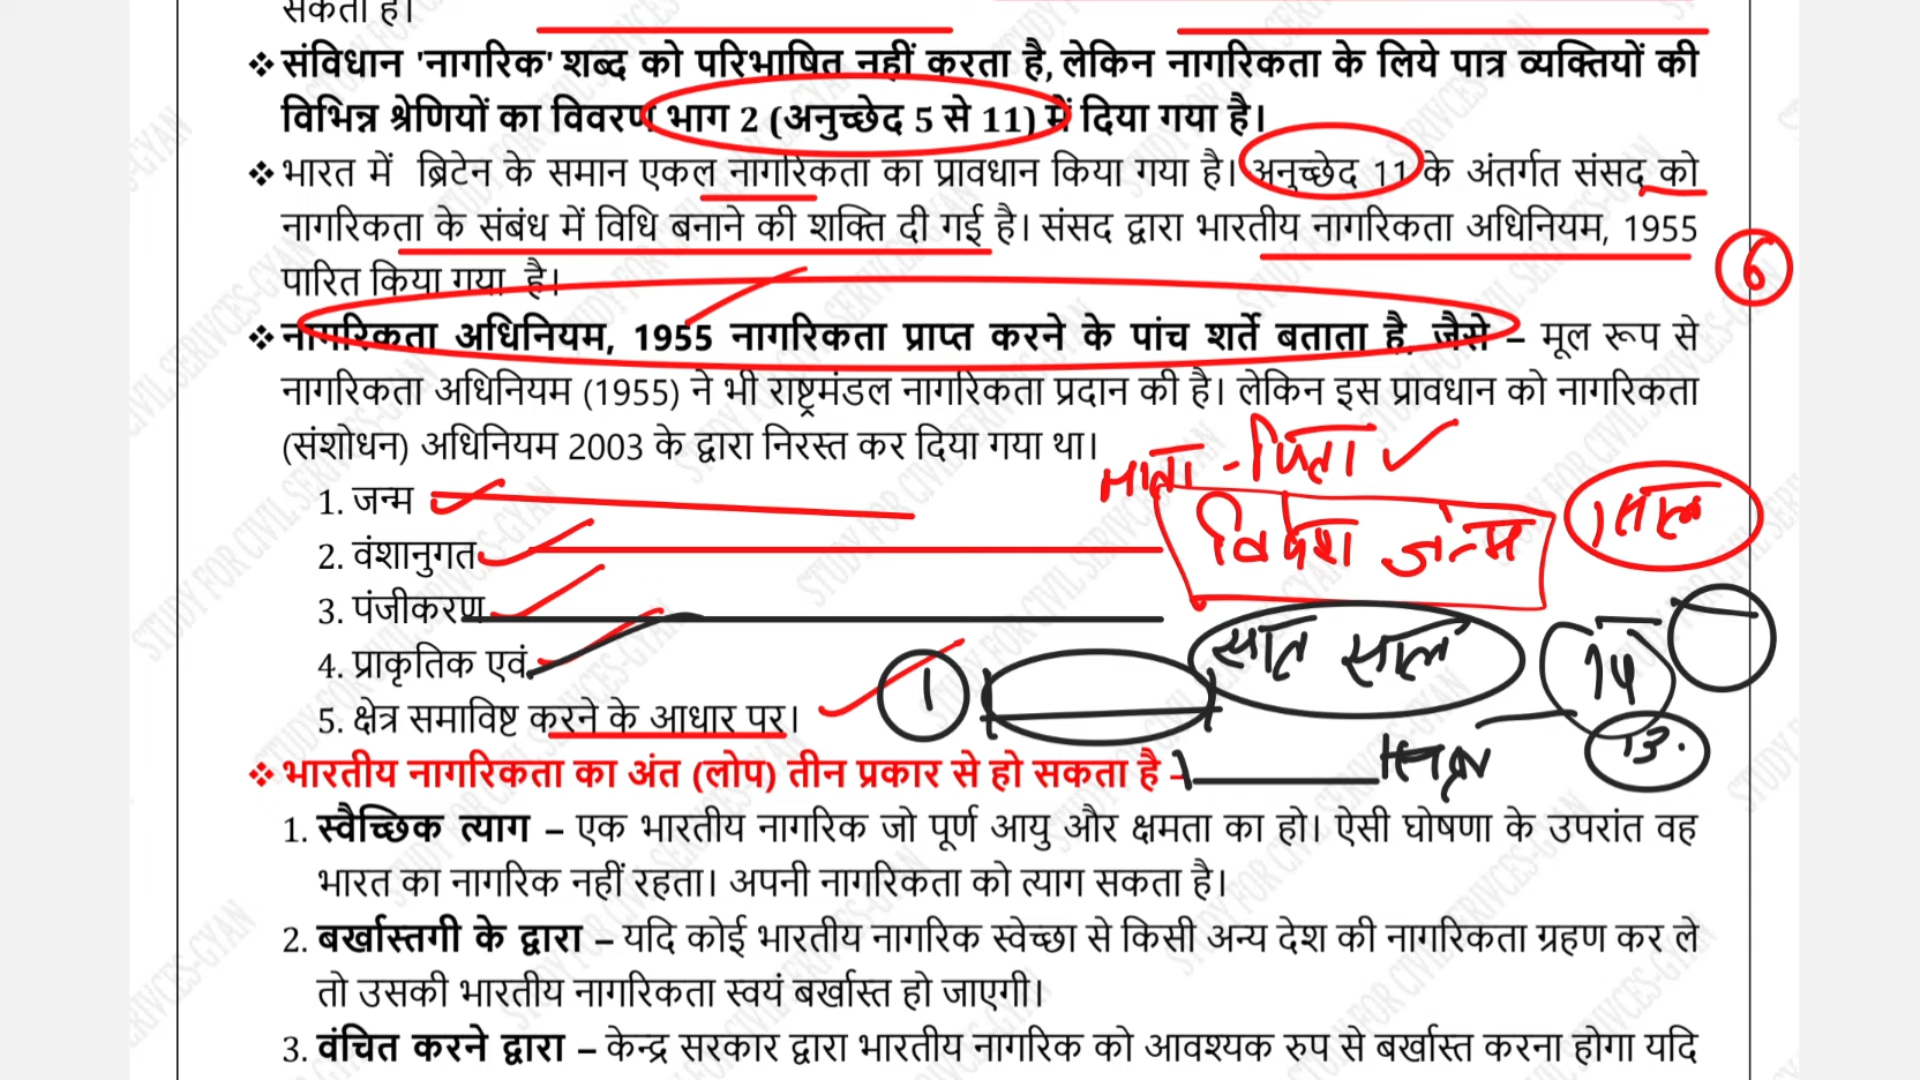 सकता है।
❖ संविधान 'नागरिक' शब्द को परिभाषित नहीं करता है, लेकिन नागरिकता के लिये पात्र व्यक्तियों की
विभिन्न श्रेणियों का विवरण भाग 2 (अनुच्छेद 5 से 11) में दिया गया है।
❖ भारत में ब्रिटेन के समान एकल नागरिकता का प्रावधान किया गया है। अनुच्छेद 11 के अंतर्गत संसद को
नागरिकता के संबंध में विधि बनाने की शक्ति दी गई है। संसद द्वारा भारतीय नागरिकता अधिनियम, 1955
6
पारित किया गया है।
❖ नागरिकता अधिनियम, 1955 नागरिकता प्राप्त करने के पांच शर्ते बताता है, जैसे – मूल रूप से
नागरिकता अधिनियम (1955) ने भी राष्ट्रमंडल नागरिकता प्रदान की है। लेकिन इस प्रावधान को नागरिकता
(संशोधन) अधिनियम 2003 के द्वारा निरस्त कर दिया गया था।
माता - पिता
1. जन्म
विदेश जन्म
1 साल
2. वंशानुगत
3. पंजीकरण
सात साल
4. प्राकृतिक एवं
1
5. क्षेत्र समाविष्ट करने के आधार पर।
❖ भारतीय नागरिकता का अंत (लोप) तीन प्रकार से हो सकता है -
1. स्वैच्छिक त्याग – एक भारतीय नागरिक जो पूर्ण आयु और क्षमता का हो। ऐसी घोषणा के उपरांत वह
भारत का नागरिक नहीं रहता। अपनी नागरिकता को त्याग सकता है।
2. बर्खास्तगी के द्वारा – यदि कोई भारतीय नागरिक स्वेच्छा से किसी अन्य देश की नागरिकता ग्रहण कर ले
तो उसकी भारतीय नागरिकता स्वयं बर्खास्त हो जाएगी।
3. वंचित करने द्वारा – केन्द्र सरकार द्वारा भारतीय नागरिक को आवश्यक रुप से बर्खास्त करना होगा यदि
STUDY FOR CIVIL SERIVCES-GYAN